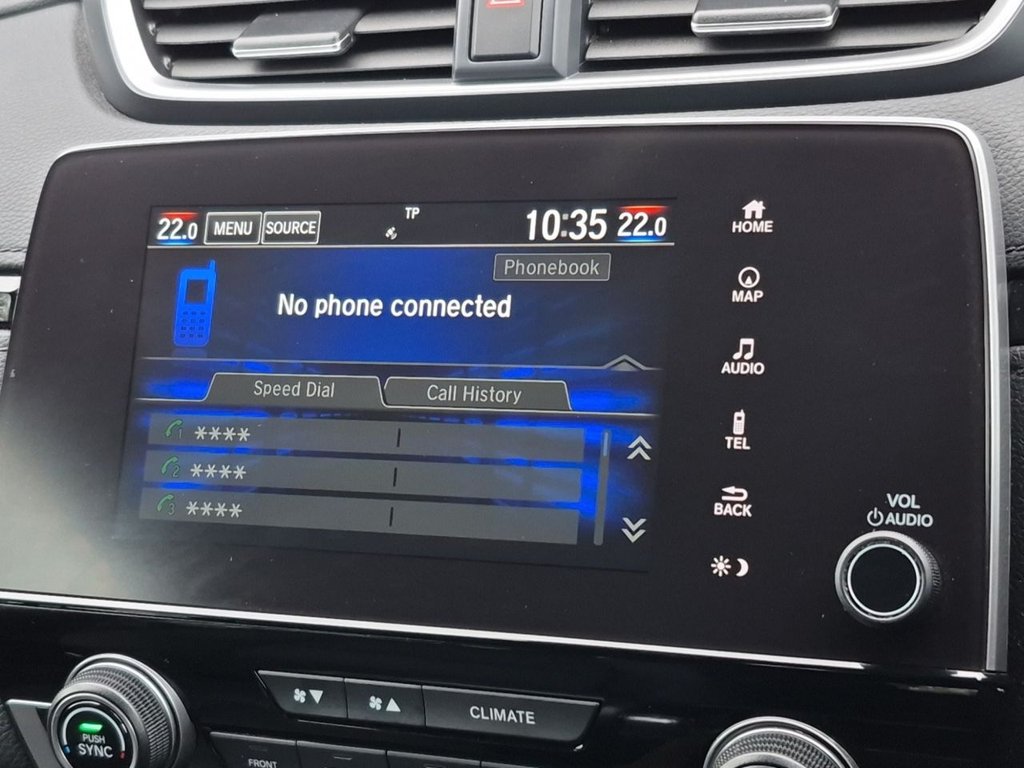 TP
22.0 MENU SOURCE 10:35 22.0
Phonebook
No phone connected
Speed Dial Call History
1 ****
2 ****
3 ****
HOME
MAP
AUDIO
TEL
BACK
VOL
AUDIO
PUSH
SYNC
CLIMATE
FRONT